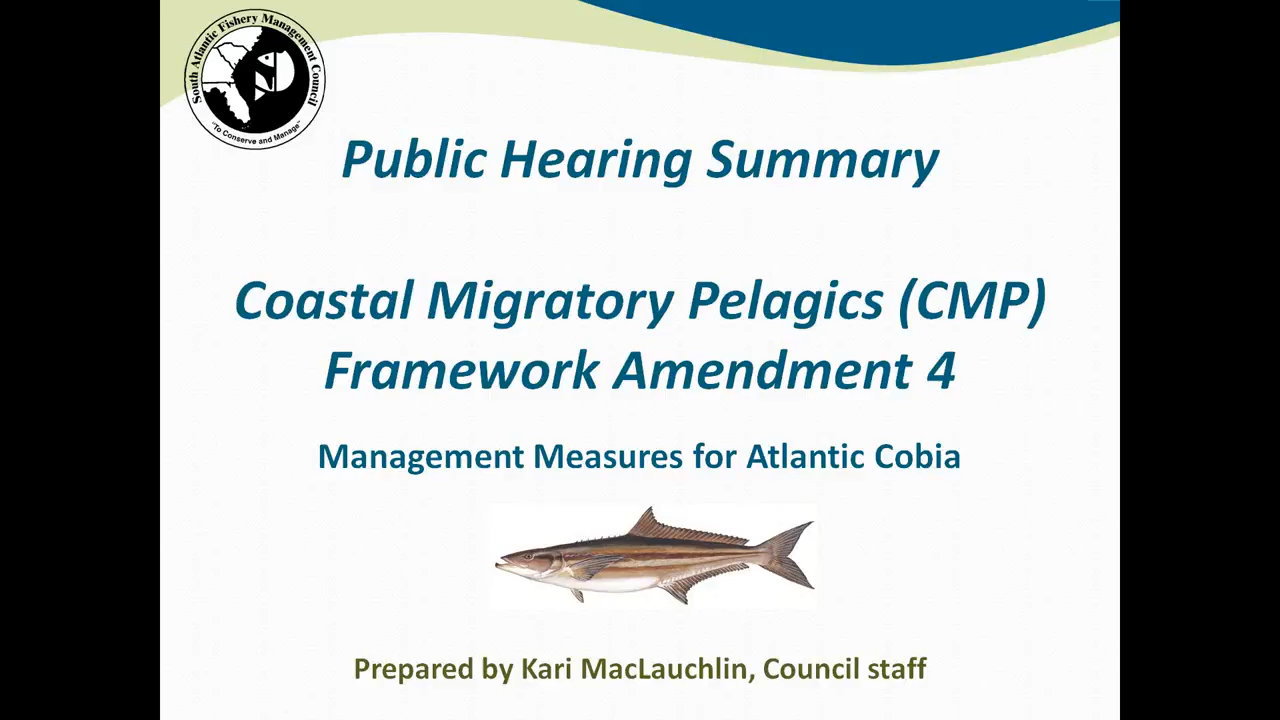 South Atlantic Fishery Management Council
"To Conserve and Manage"
Public Hearing Summary
Coastal Migratory Pelagics (CMP)
Framework Amendment 4
Management Measures for Atlantic Cobia
Prepared by Kari MacLauchlin, Council staff